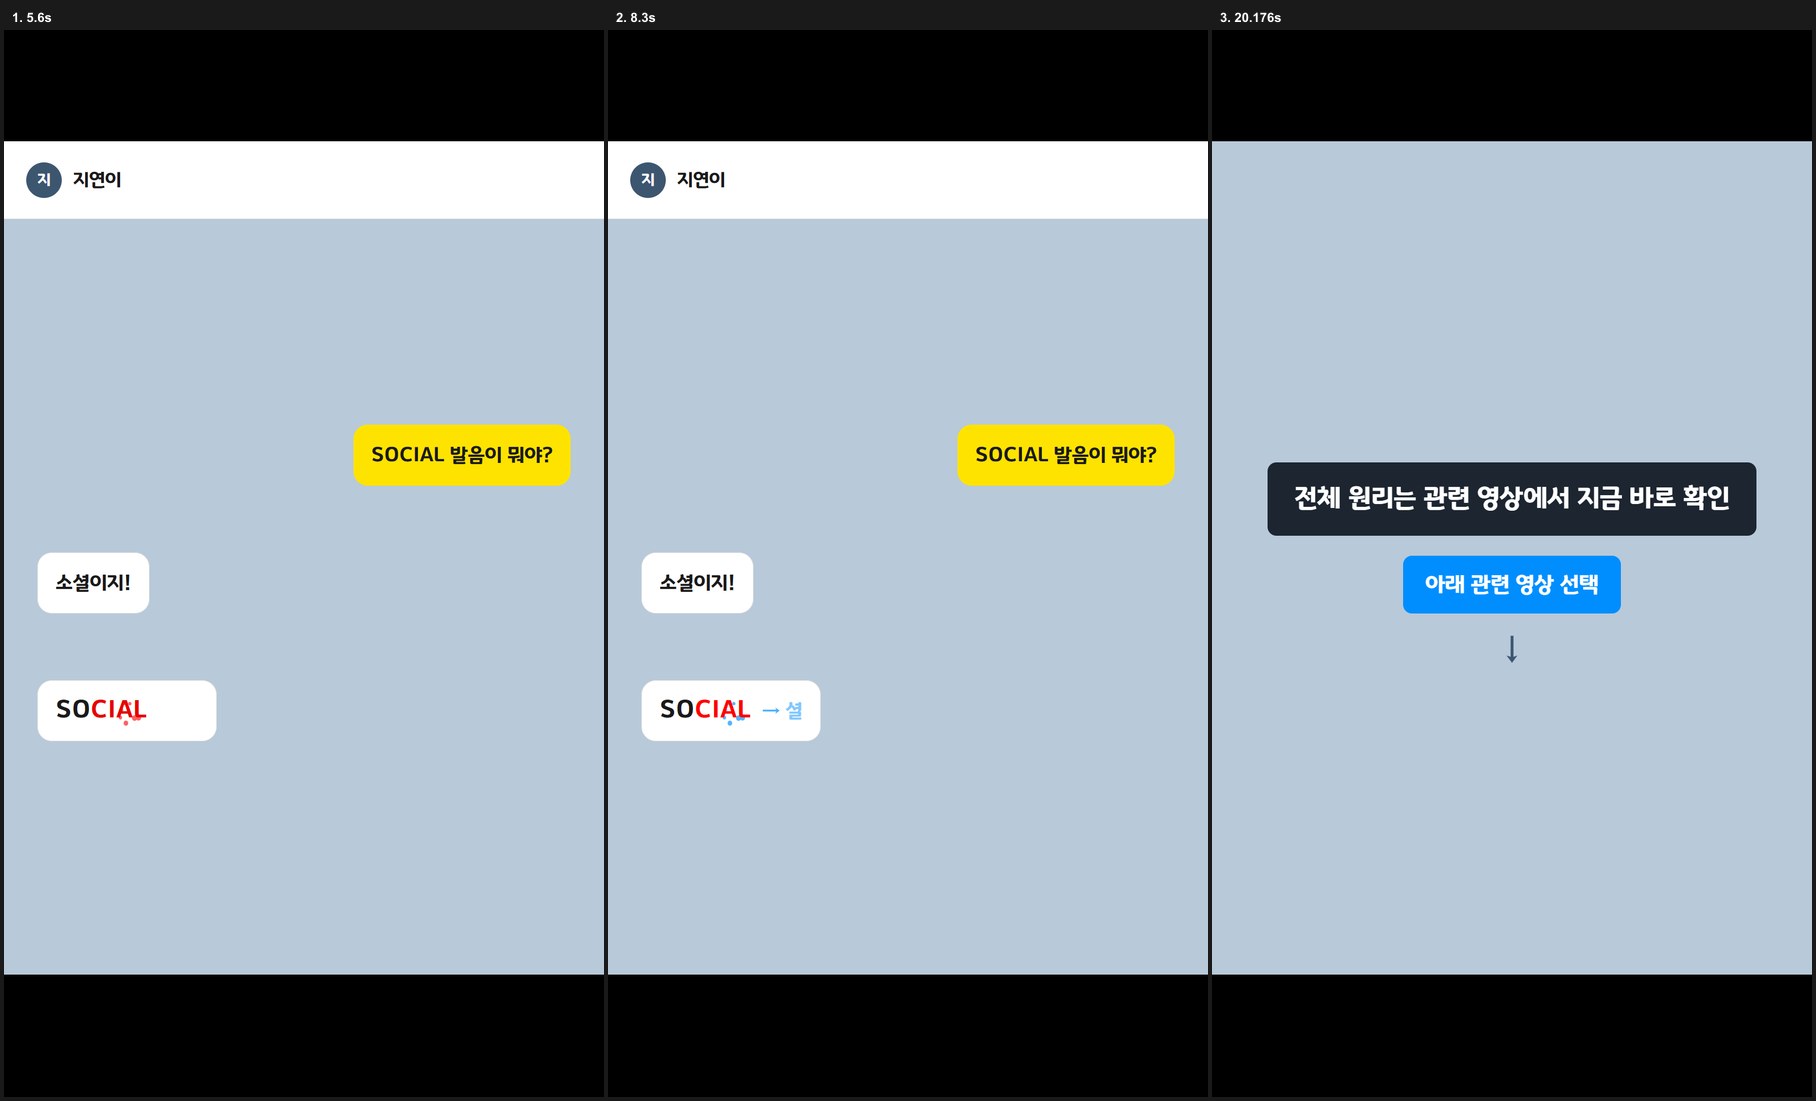 1. 5.6s
지 지연이
SOCIAL 발음이 뭐야?
소셜이지!
SOCIAL
2. 8.3s
지 지연이
SOCIAL 발음이 뭐야?
소셜이지!
SOCIAL → 셜
3. 20.176s
전체 원리는 관련 영상에서 지금 바로 확인
아래 관련 영상 선택
↓